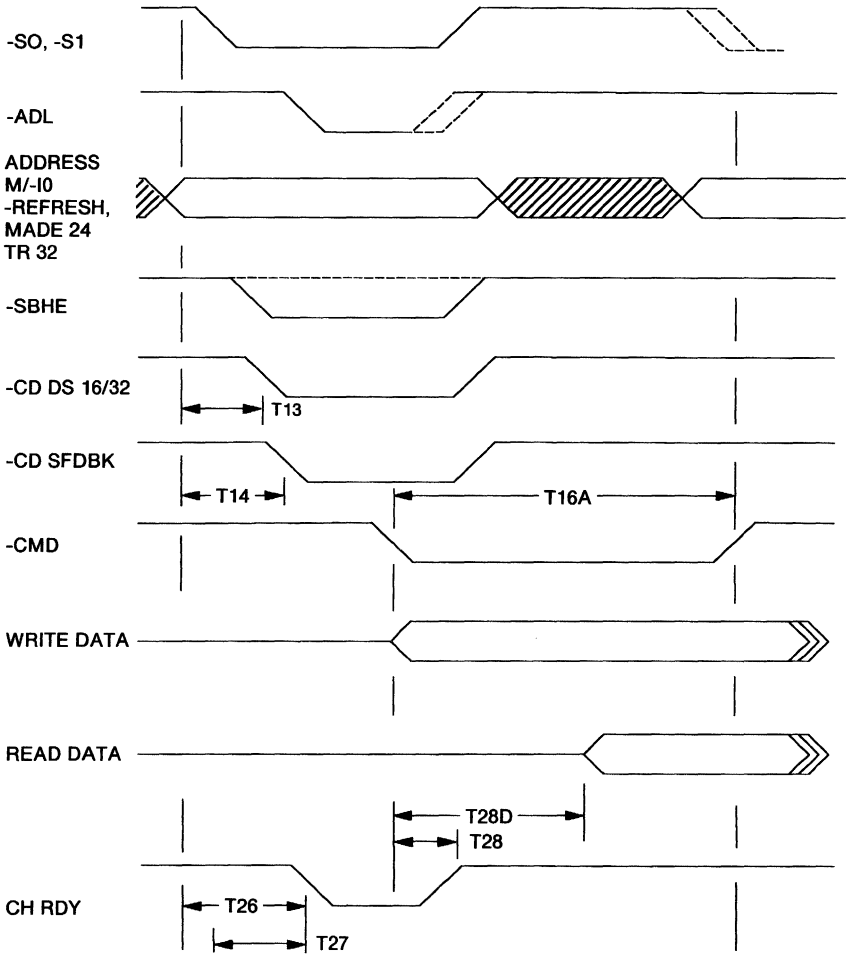 -SO, -S1
-ADL
ADDRESS
M/-IO
-REFRESH,
MADE 24
TR 32
-SBHE
-CD DS 16/32
T13
-CD SFDBK
T14
T16A
-CMD
WRITE DATA
READ DATA
T28D
T28
CH RDY
T26
T27